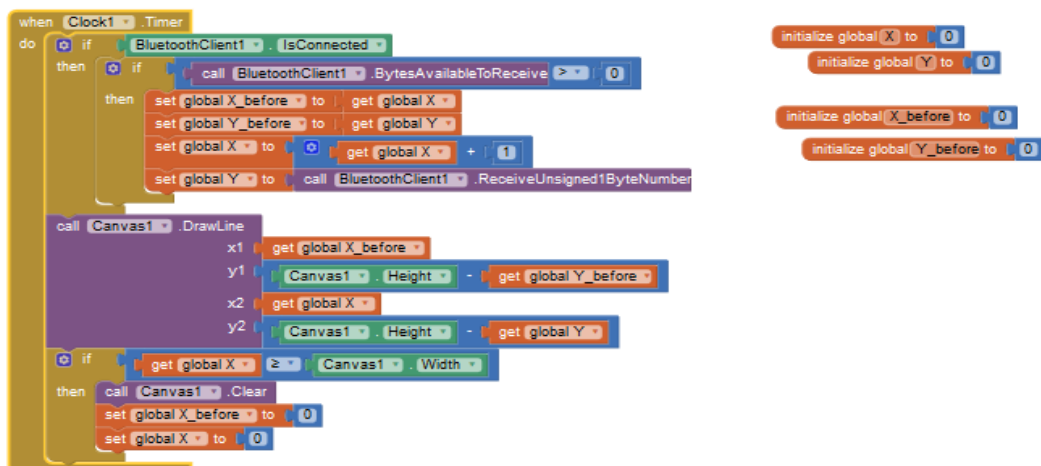 when Clock1 .Timer
do if BluetoothClient1 . IsConnected
then if call BluetoothClient1 .BytesAvailableToReceive > 0
then set global X_before to get global X
set global Y_before to get global Y
set global X to get global X + 1
set global Y to call BluetoothClient1 .ReceiveUnsigned1ByteNumber
call Canvas1 .DrawLine
x1 get global X_before
y1 Canvas1 . Height - get global Y_before
x2 get global X
y2 Canvas1 . Height - get global Y
if get global X ≥ Canvas1 . Width
then call Canvas1 .Clear
set global X_before to 0
set global X to 0
initialize global X to 0
initialize global Y to 0
initialize global X_before to 0
initialize global Y_before to 0